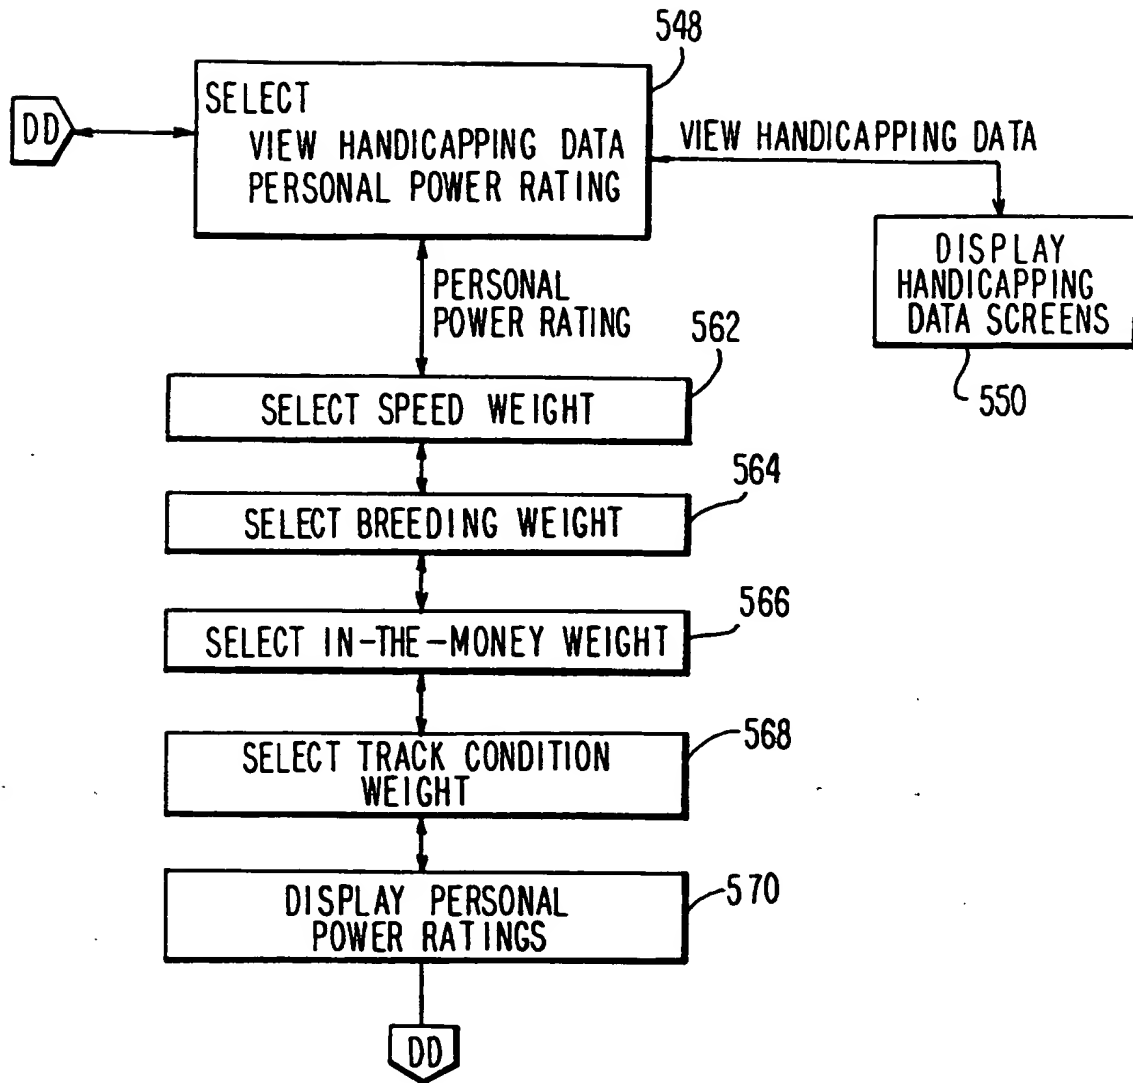 548
DD
SELECT
VIEW HANDICAPPING DATA
PERSONAL POWER RATING
VIEW HANDICAPPING DATA
DISPLAY
HANDICAPPING
DATA SCREENS
550
PERSONAL
POWER RATING
562
SELECT SPEED WEIGHT
564
SELECT BREEDING WEIGHT
566
SELECT IN-THE-MONEY WEIGHT
568
SELECT TRACK CONDITION
WEIGHT
570
DISPLAY PERSONAL
POWER RATINGS
DD